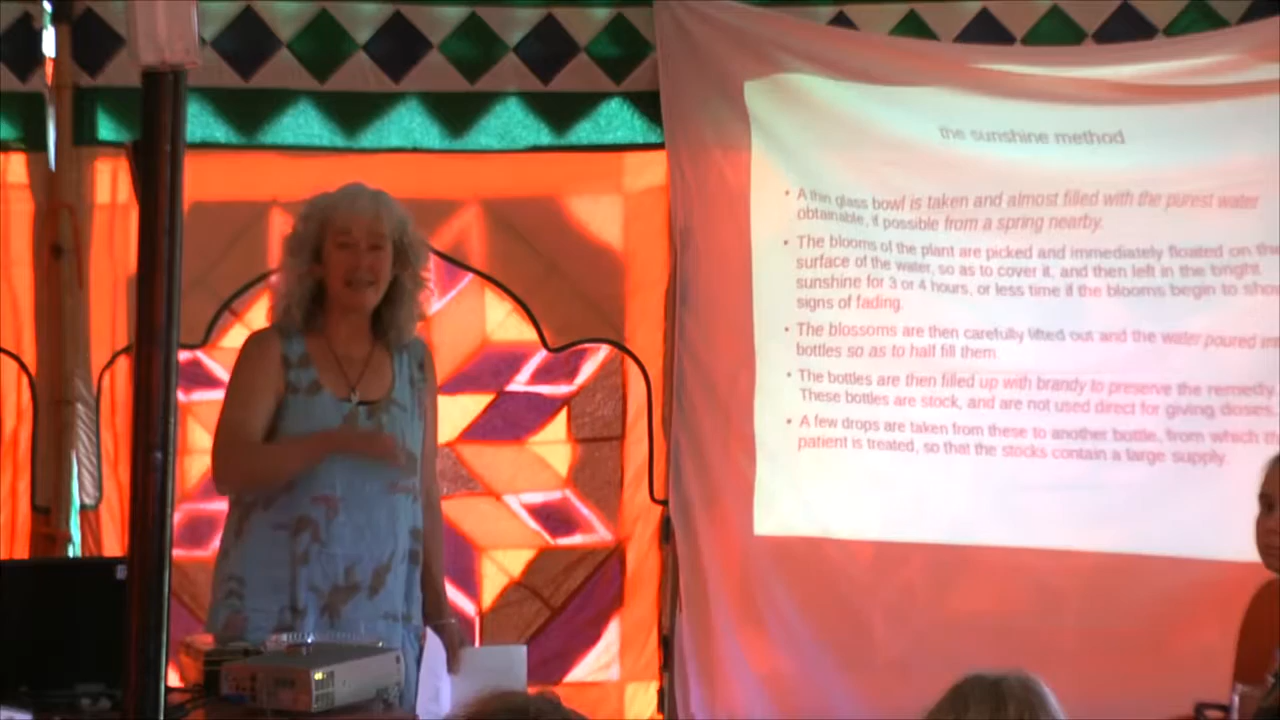 the sunshine method
• A thin glass bowl is taken and almost filled with the purest water
obtainable, if possible from a spring nearby.
• The blooms of the plant are picked and immediately floated on
surface of the water, so as to cover it, and then left in the bright
sunshine for 3 or 4 hours, or less time if the blooms begin to
signs of fading.
• The blossoms are then carefully lifted out and the water poured
bottles so as to half fill them
• The bottles are then filled up with brandy to preserve the remedy.
These bottles are stock, and are not used direct for giving doses.
• A few drops are taken from these to another bottle, from which
patient is treated, so that the stocks contain a large supply.